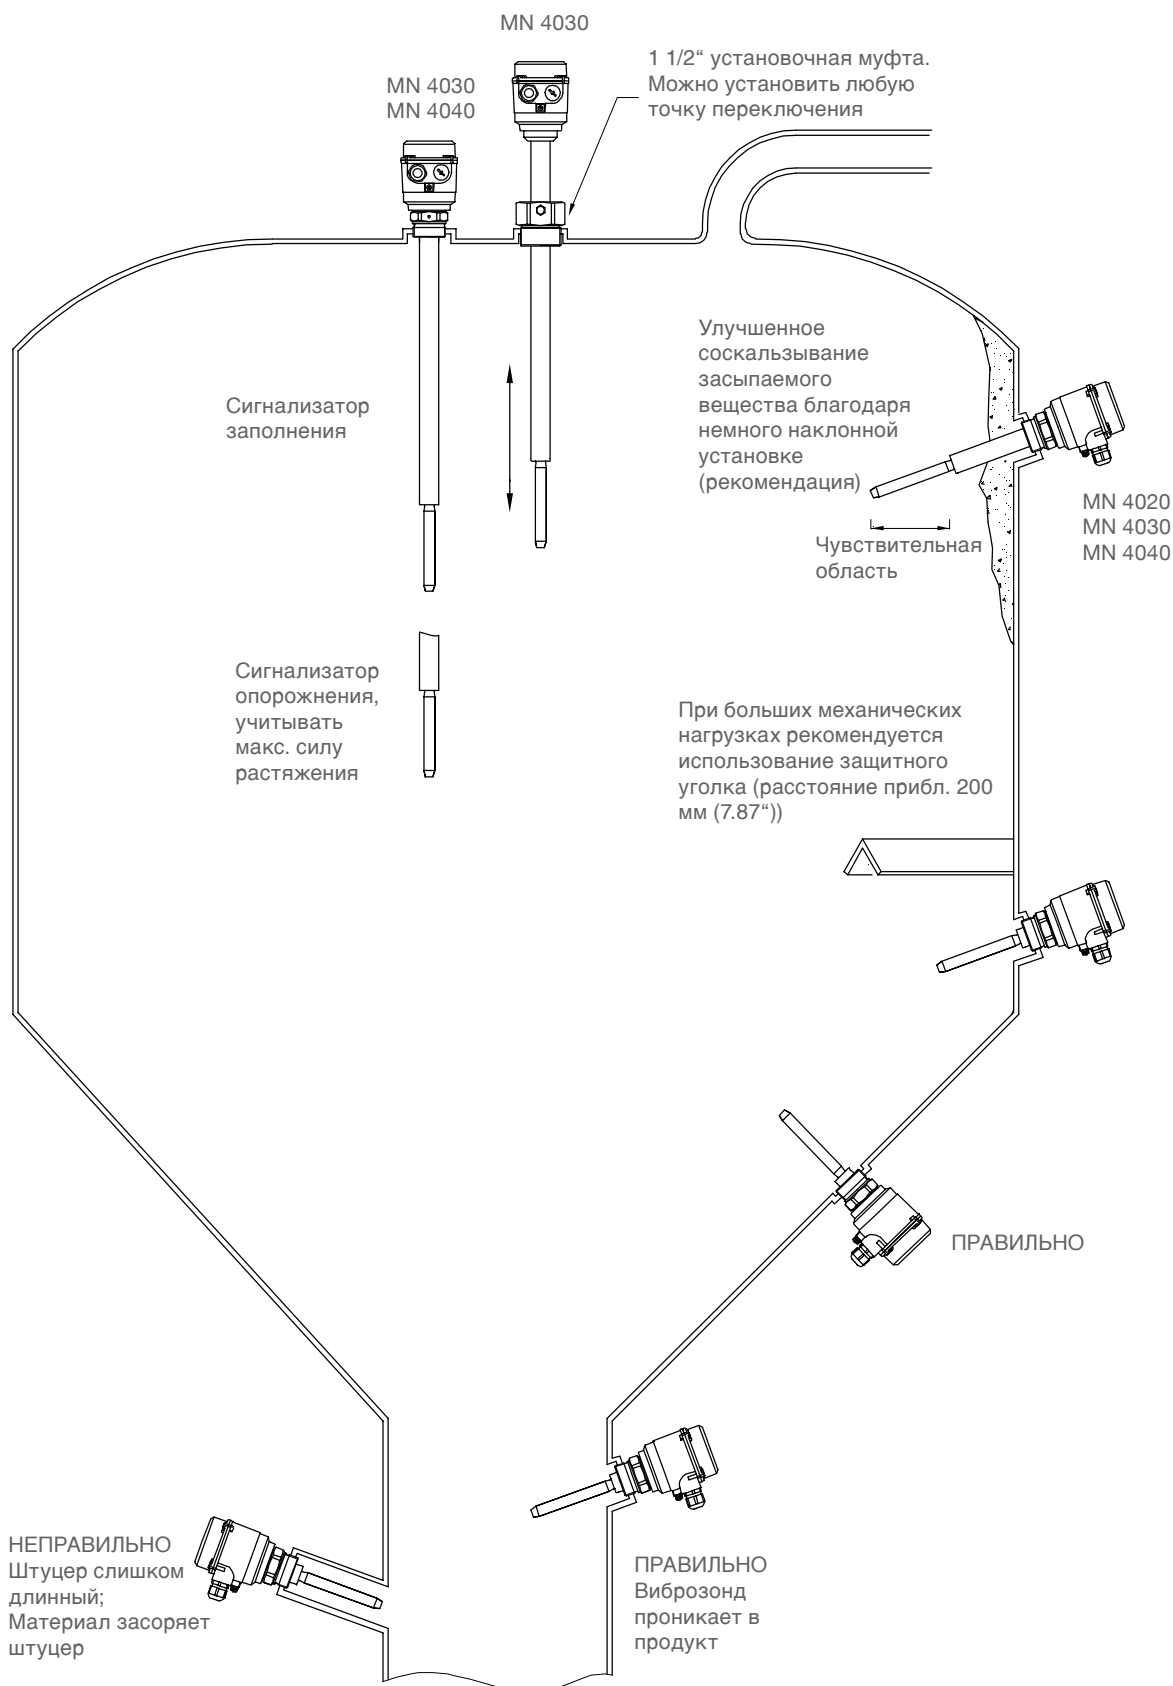 MN 4030
1 1/2“ установочная муфта.
Можно установить любую
точку переключения
MN 4030
MN 4040
Улучшенное
соскальзывание
засыпаемого
вещества благодаря
немного наклонной
установке
(рекомендация)
Сигнализатор
заполнения
MN 4020
MN 4030
MN 4040
Чувствительная
область
Сигнализатор
опорожнения,
учитывать
макс. силу
растяжения
При больших механических
нагрузках рекомендуется
использование защитного
уголка (расстояние прибл. 200
мм (7.87“))
ПРАВИЛЬНО
НЕПРАВИЛЬНО
Штуцер слишком
длинный;
Материал засоряет
штуцер
ПРАВИЛЬНО
Виброзонд
проникает в
продукт